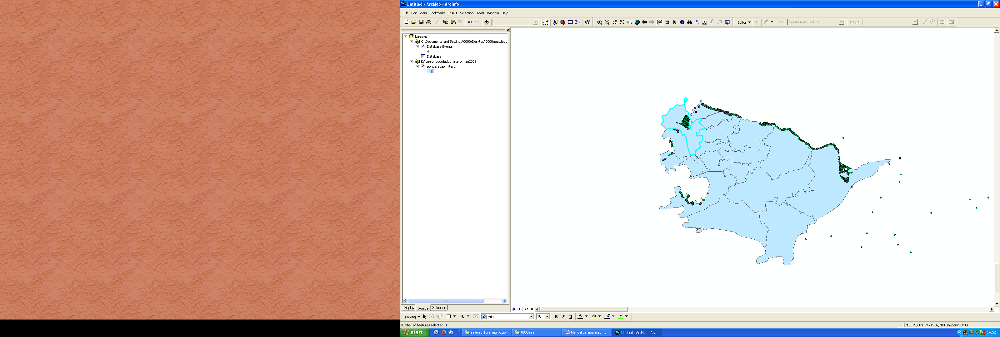 Untitled - ArcMap - ArcInfo
File Edit View Bookmarks Insert Selection Tools Window Help
Editor Task: Create New Feature Target:
Layers
C:\Documents and Settings\0000\Desktop\0000aaa\dado
Database Events
Database
K:\curso_puc\dados_niteroi_jan2009
ponderacao_niteroi
Display Source Selection
Drawing A Arial 10 B I U A
Number of features selected: 1
710875,683 7474216,783 Unknown Units
start selecao_fora_municipio 0000aaa Manual de apuração ... Untitled - ArcMap - Ar... 14:52